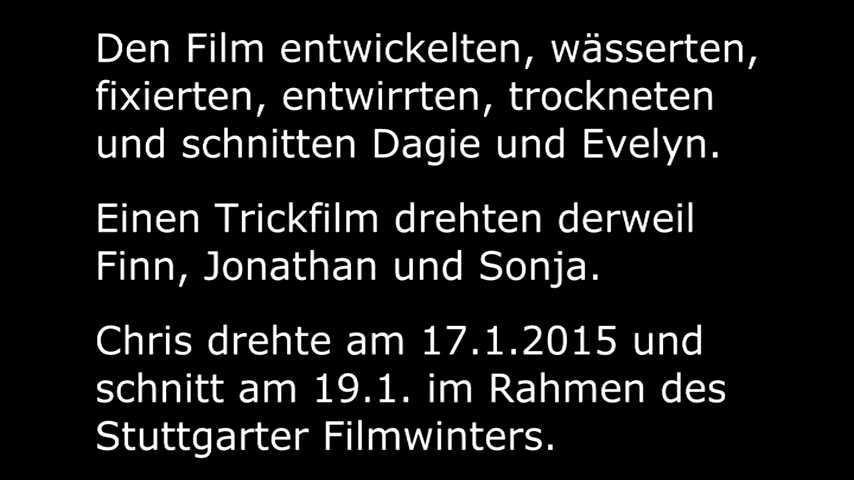 Den Film entwickelten, wässerten,
fixierten, entwirrten, trockneten
und schnitten Dagie und Evelyn.
Einen Trickfilm drehten derweil
Finn, Jonathan und Sonja.
Chris drehte am 17.1.2015 und
schnitt am 19.1. im Rahmen des
Stuttgarter Filmwinters.